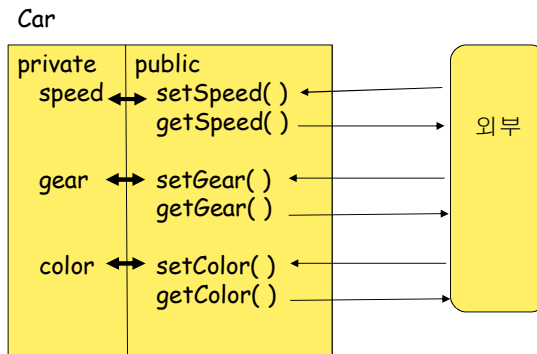 Car
private public
speed setSpeed( )
getSpeed( )
외부
gear setGear( )
getGear( )
color setColor( )
getColor( )